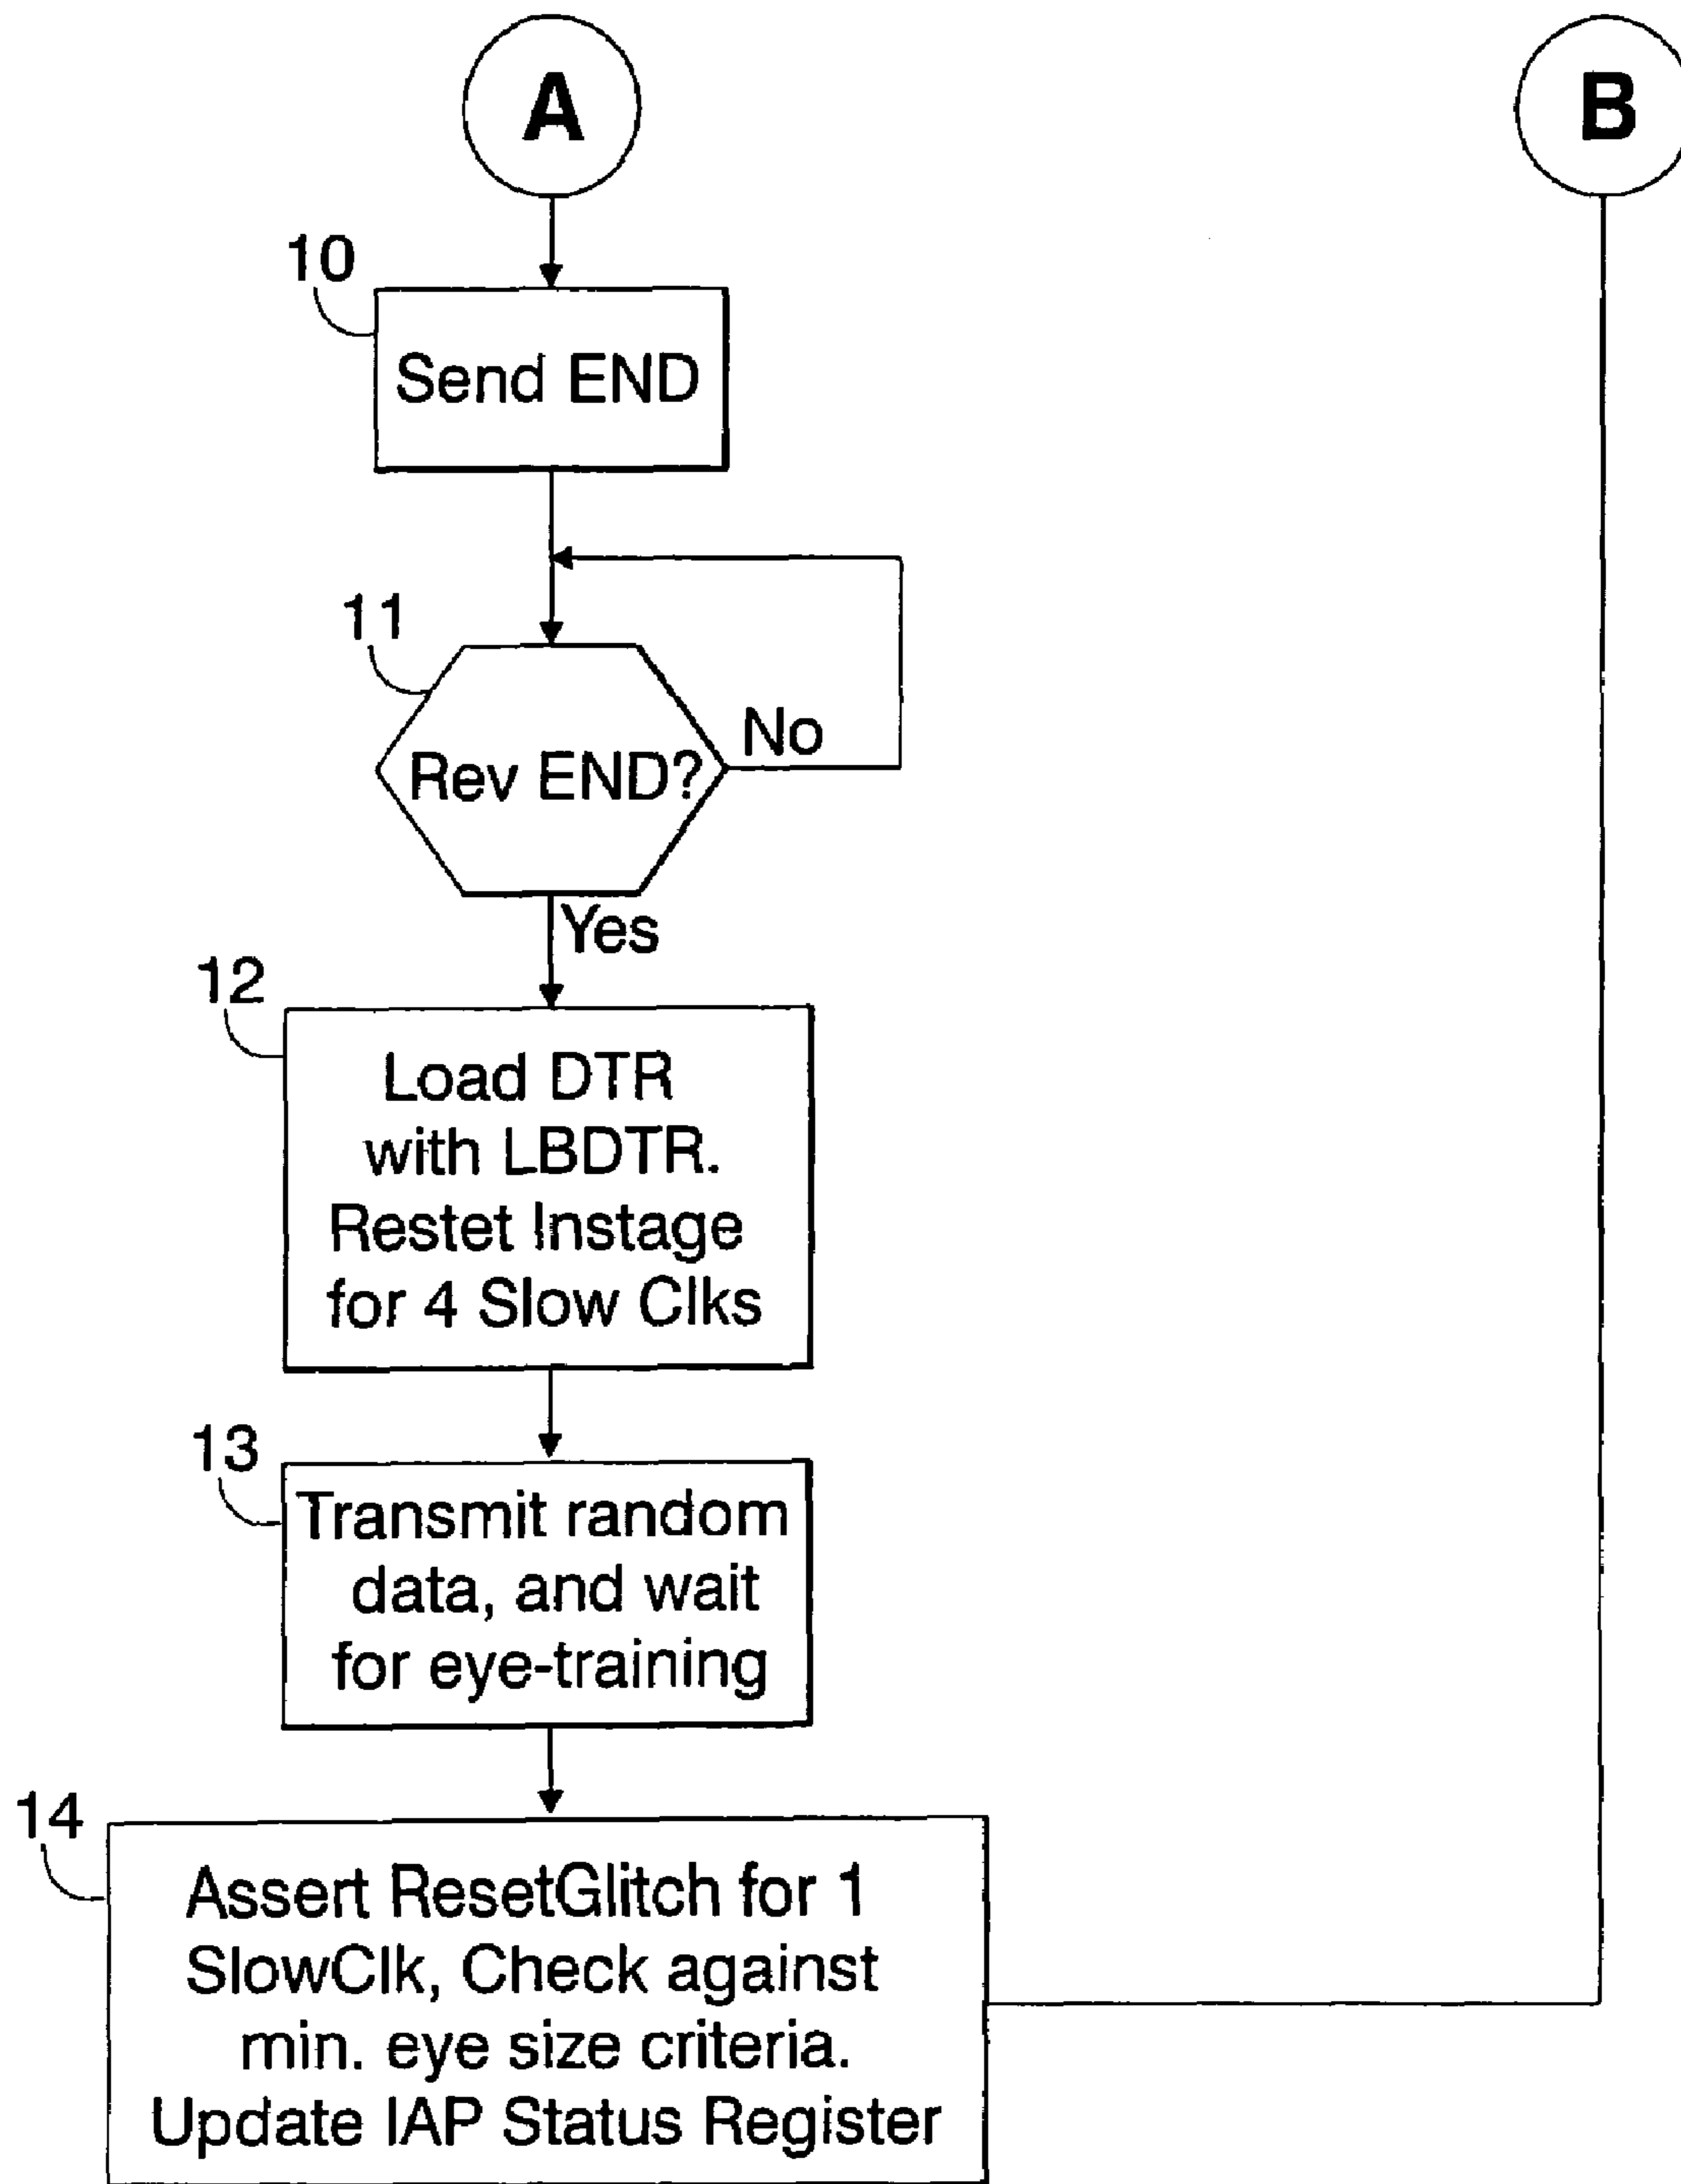 A
B
10
Send END
11
Rev END?
No
Yes
12
Load DTR
with LBDTR.
Restet Instage
for 4 Slow Clks
13
Transmit random
data, and wait
for eye-training
14
Assert ResetGlitch for 1
SlowClk, Check against
min. eye size criteria.
Update IAP Status Register